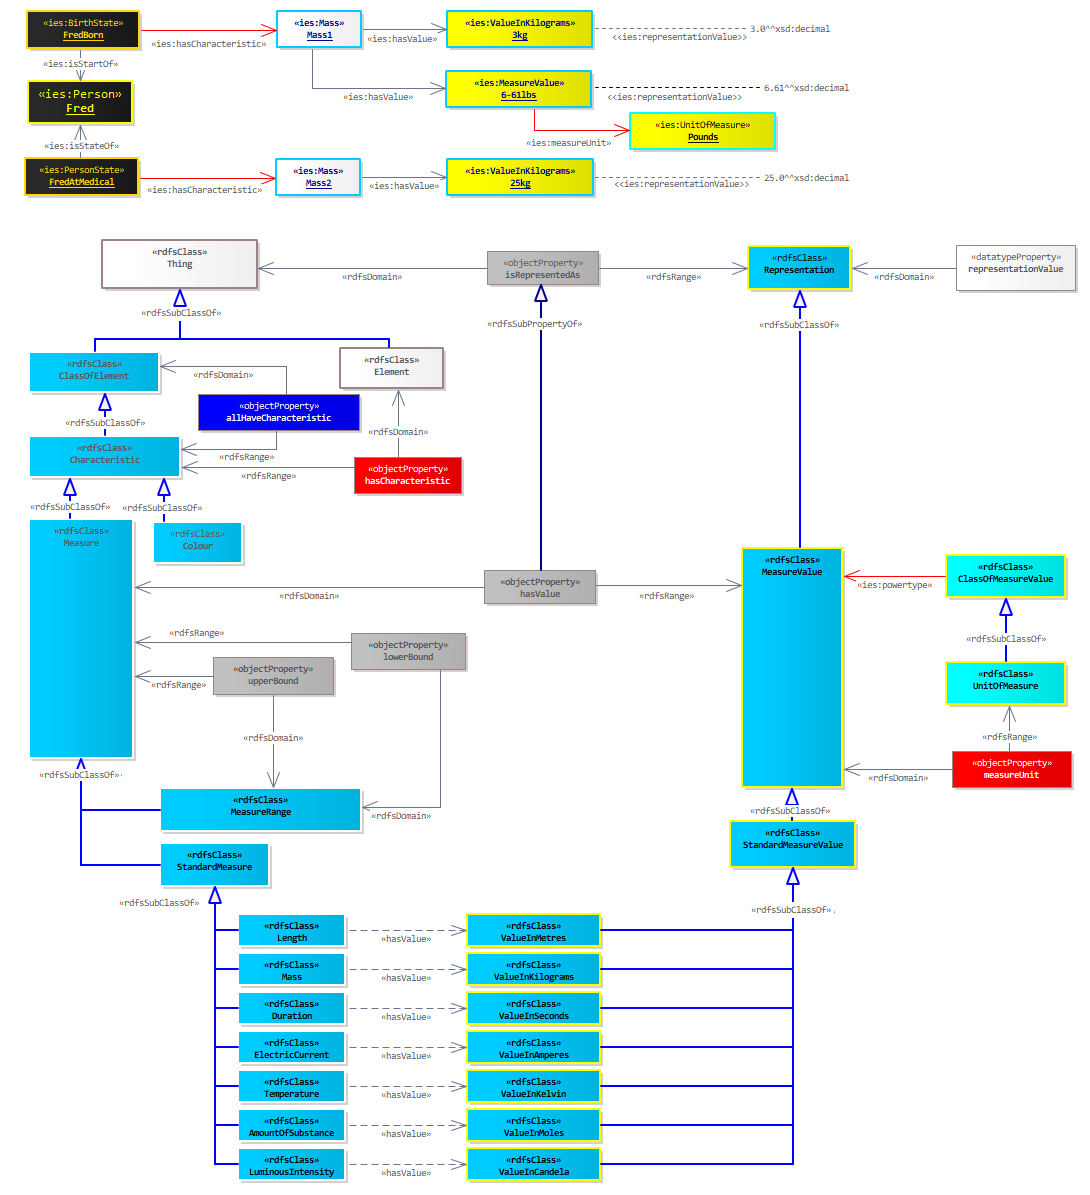 «ies:BirthState»
FredBorn
«ies:hasCharacteristic»
«ies:Mass»
Mass1
«ies:hasValue»
«ies:ValueInKilograms»
3kg
3.0^^xsd:decimal
<<ies:representationValue>>
«ies:isStartOf»
«ies:Person»
Fred
«ies:hasValue»
«ies:MeasureValue»
6-61lbs
6.61^^xsd:decimal
<<ies:representationValue>>
«ies:measureUnit»
«ies:UnitOfMeasure»
Pounds
«ies:isStateOf»
«ies:PersonState»
FredAtMedical
«ies:hasCharacteristic»
«ies:Mass»
Mass2
«ies:hasValue»
«ies:ValueInKilograms»
25kg
25.0^^xsd:decimal
<<ies:representationValue>>
«rdfsClass»
Thing
«rdfsDomain»
«objectProperty»
isRepresentedAs
«rdfsRange»
«rdfsClass»
Representation
«rdfsDomain»
«datatypeProperty»
representationValue
«rdfsSubClassOf»
«rdfsSubPropertyOf»
«rdfsSubClassOf»
«rdfsClass»
ClassOfElement
«rdfsDomain»
«rdfsClass»
Element
«objectProperty»
allHaveCharacteristic
«rdfsSubClassOf»
«rdfsDomain»
«rdfsClass»
Characteristic
«rdfsRange»
«rdfsRange»
«objectProperty»
hasCharacteristic
«rdfsSubClassOf»
«rdfsSubClassOf»
«rdfsClass»
Measure
«rdfsClass»
Colour
«rdfsDomain»
«objectProperty»
hasValue
«rdfsRange»
«rdfsClass»
MeasureValue
«ies:powertype»
«rdfsClass»
ClassOfMeasureValue
«rdfsSubClassOf»
«rdfsRange»
«objectProperty»
lowerBound
«rdfsRange»
«objectProperty»
upperBound
«rdfsClass»
UnitOfMeasure
«rdfsDomain»
«rdfsRange»
«objectProperty»
measureUnit
«rdfsDomain»
«rdfsSubClassOf»
«rdfsClass»
MeasureRange
«rdfsDomain»
«rdfsSubClassOf»
«rdfsClass»
StandardMeasureValue
«rdfsClass»
StandardMeasure
«rdfsSubClassOf»
«rdfsSubClassOf»
«rdfsClass»
Length
«hasValue»
«rdfsClass»
ValueInMetres
«rdfsClass»
Mass
«hasValue»
«rdfsClass»
ValueInKilograms
«rdfsClass»
Duration
«hasValue»
«rdfsClass»
ValueInSeconds
«rdfsClass»
ElectricCurrent
«hasValue»
«rdfsClass»
ValueInAmperes
«rdfsClass»
Temperature
«hasValue»
«rdfsClass»
ValueInKelvin
«rdfsClass»
AmountOfSubstance
«hasValue»
«rdfsClass»
ValueInMoles
«rdfsClass»
LuminousIntensity
«hasValue»
«rdfsClass»
ValueInCandela